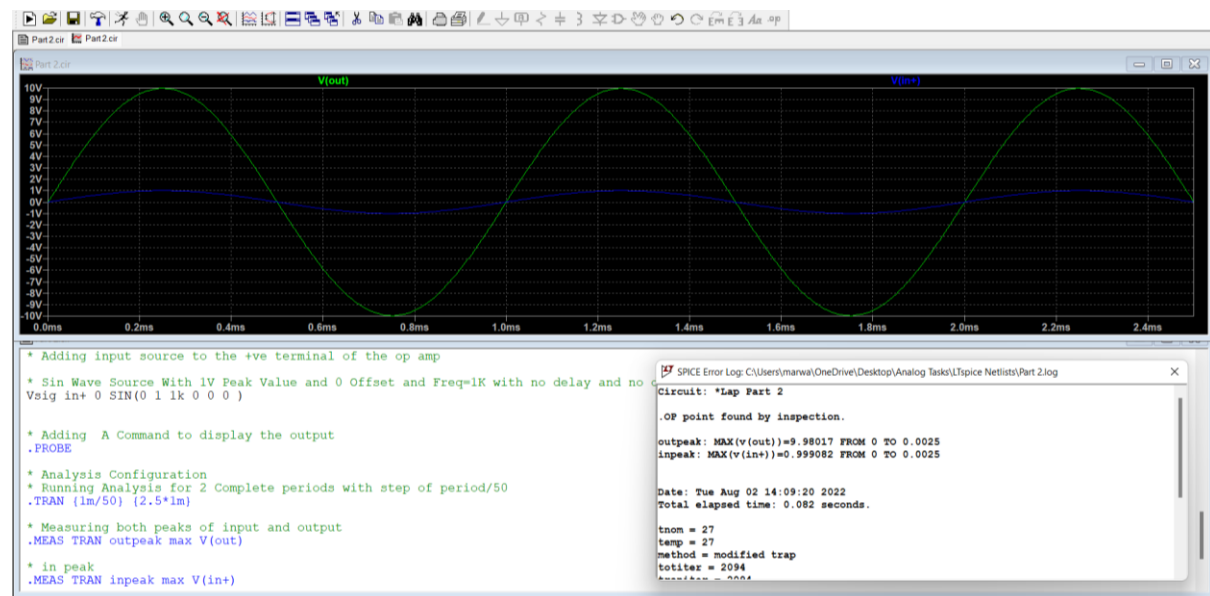 Part2.cir Part2.cir
Part 2.cir
V(out) V(in+)
10V
9V
8V
7V
6V
5V
4V
3V
2V
1V
0V
-1V
-2V
-3V
-4V
-5V
-6V
-7V
-8V
-9V
-10V
0.0ms 0.2ms 0.4ms 0.6ms 0.8ms 1.0ms 1.2ms 1.4ms 1.6ms 1.8ms 2.0ms 2.2ms 2.4ms
* Adding input source to the +ve terminal of the op amp
* Sin Wave Source With 1V Peak Value and 0 Offset and Freq=1K with no delay and no
Vsig in+ 0 SIN(0 1 1k 0 0 0 )
* Adding A Command to display the output
.PROBE
* Analysis Configuration
* Running Analysis for 2 Complete periods with step of period/50
.TRAN {1m/50} {2.5*1m}
* Measuring both peaks of input and output
.MEAS TRAN outpeak max V(out)
* in peak
.MEAS TRAN inpeak max V(in+)
SPICE Error Log: C:\Users\marwa\OneDrive\Desktop\Analog Tasks\LTspice Netlists\Part 2.log
Circuit: *Lap Part 2
.OP point found by inspection.
outpeak: MAX(v(out))=9.98017 FROM 0 TO 0.0025
inpeak: MAX(v(in+))=0.999082 FROM 0 TO 0.0025
Date: Tue Aug 02 14:09:20 2022
Total elapsed time: 0.082 seconds.
tnom = 27
temp = 27
method = modified trap
totiter = 2094